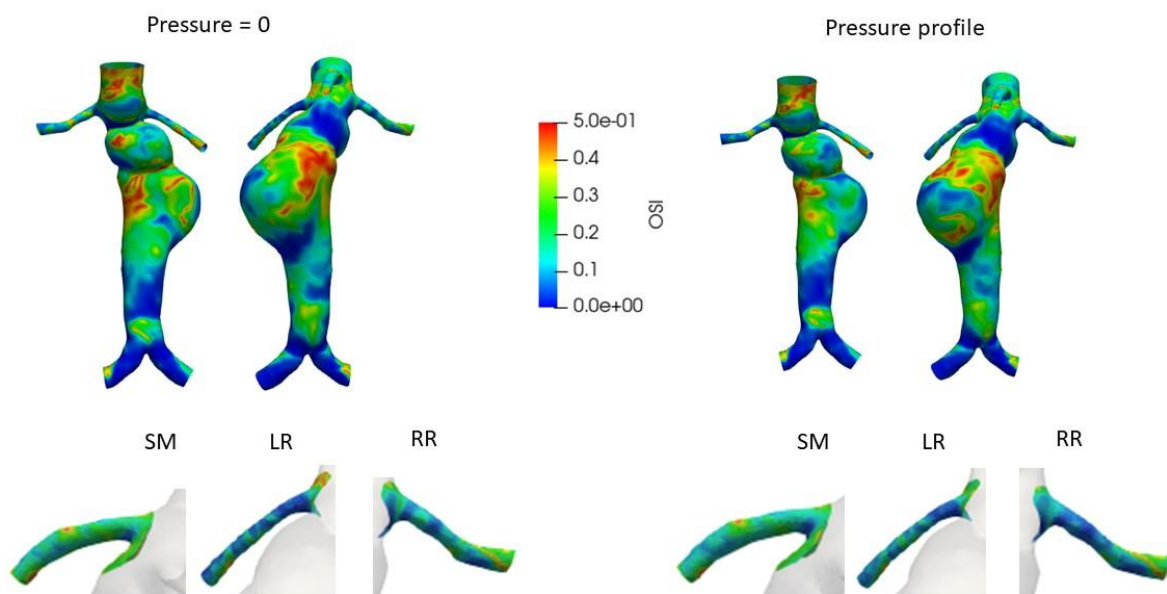 Pressure = 0
Pressure profile
5.0e-01
0.4
0.3
0.2
0.1
0.0e+00
OSI
SM
LR
RR
SM
LR
RR